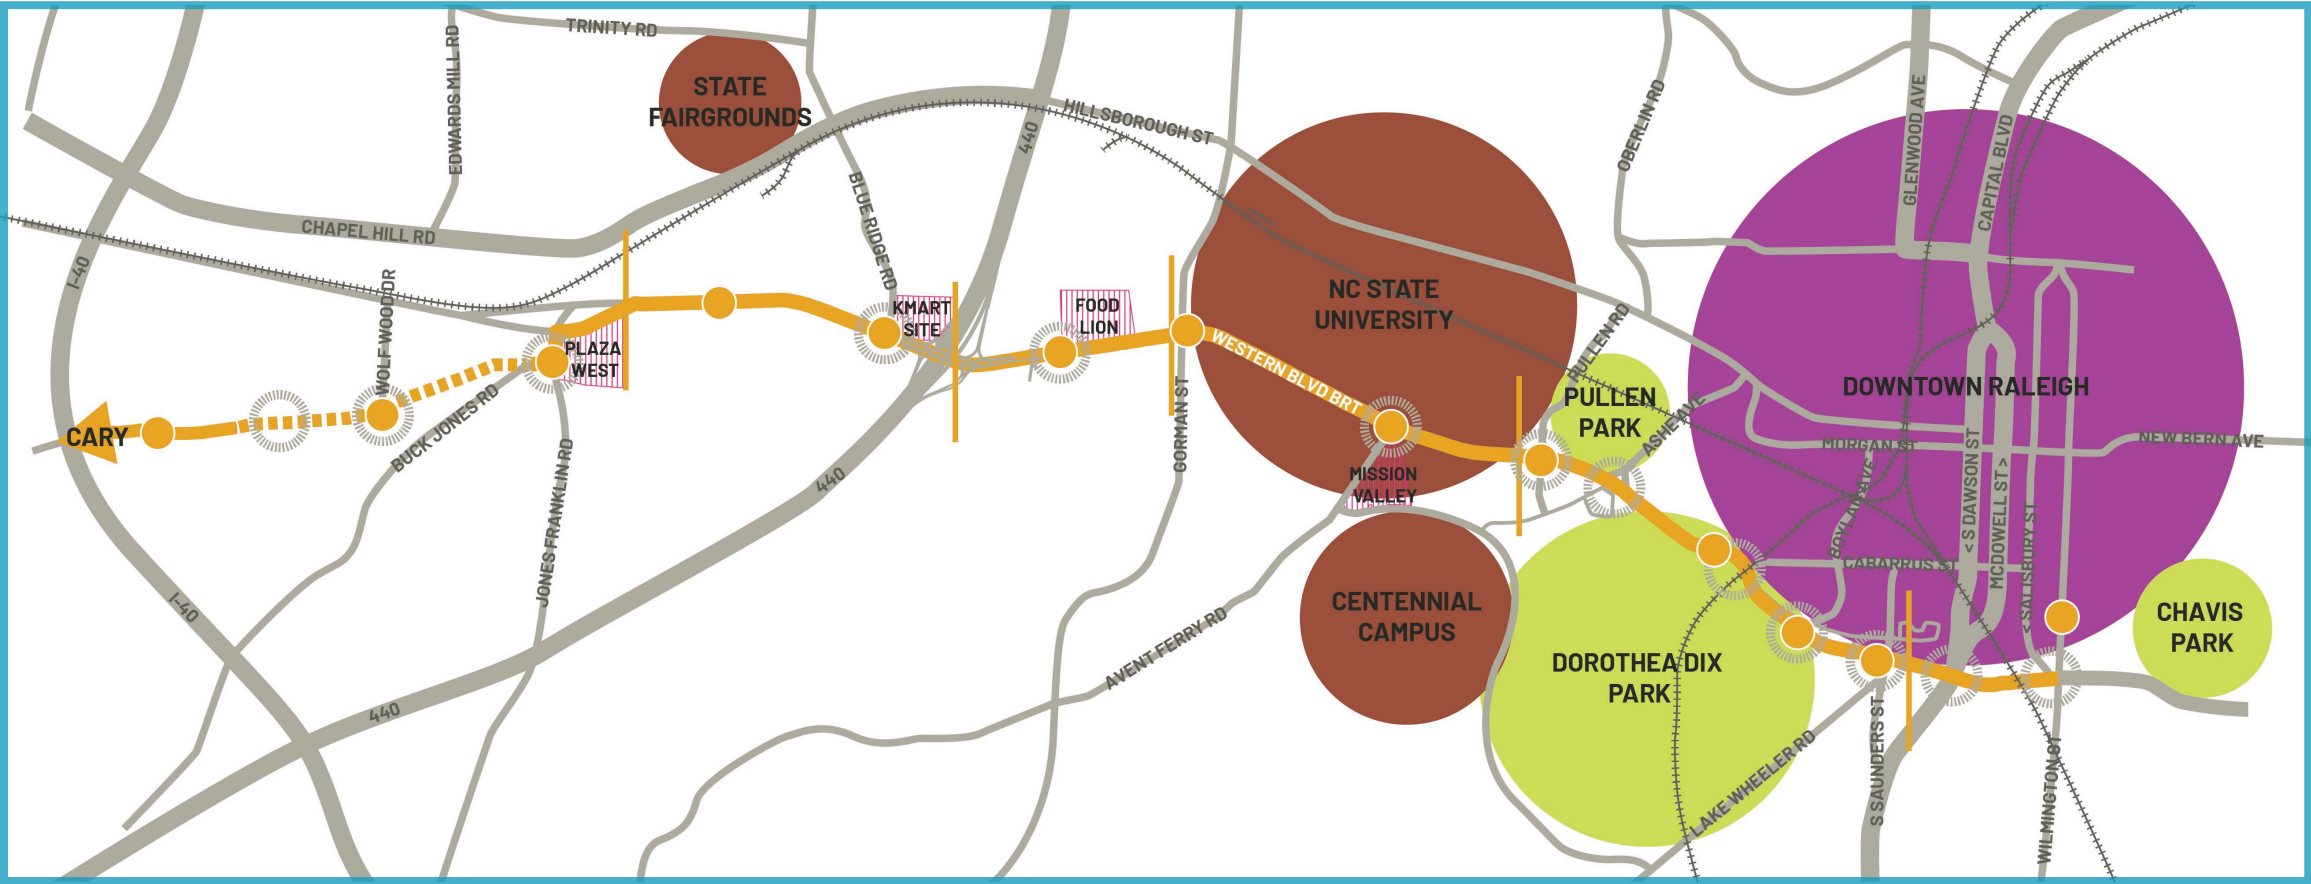 TRINITY RD
EDWARDS MILL RD
STATE
FAIRGROUNDS
440
HILLSBOROUGH ST
OBERLIN RD
GLENWOOD AVE
CAPITAL BLVD
CHAPEL HILL RD
BLUE RIDGE RD
I-40
WOLF WOOD DR
KMART
SITE
FOOD
LION
NC STATE
UNIVERSITY
PULLEN RD
PLAZA
WEST
WESTERN BLVD BRT
PULLEN
PARK
ASHE AVE
DOWNTOWN RALEIGH
CARY
BUCK JONES RD
GORMAN ST
MORGAN ST
NEW BERN AVE
JONES FRANKLIN RD
440
MISSION
VALLEY
BOYLAN AVE
< S DAWSON ST
MCDOWELL ST >
< SALISBURY ST
CABARRUS ST
I-40
CENTENNIAL
CAMPUS
CHAVIS
PARK
AVENT FERRY RD
DOROTHEA DIX
PARK
440
LAKE WHEELER RD
S SAUNDERS ST
WILMINGTON ST